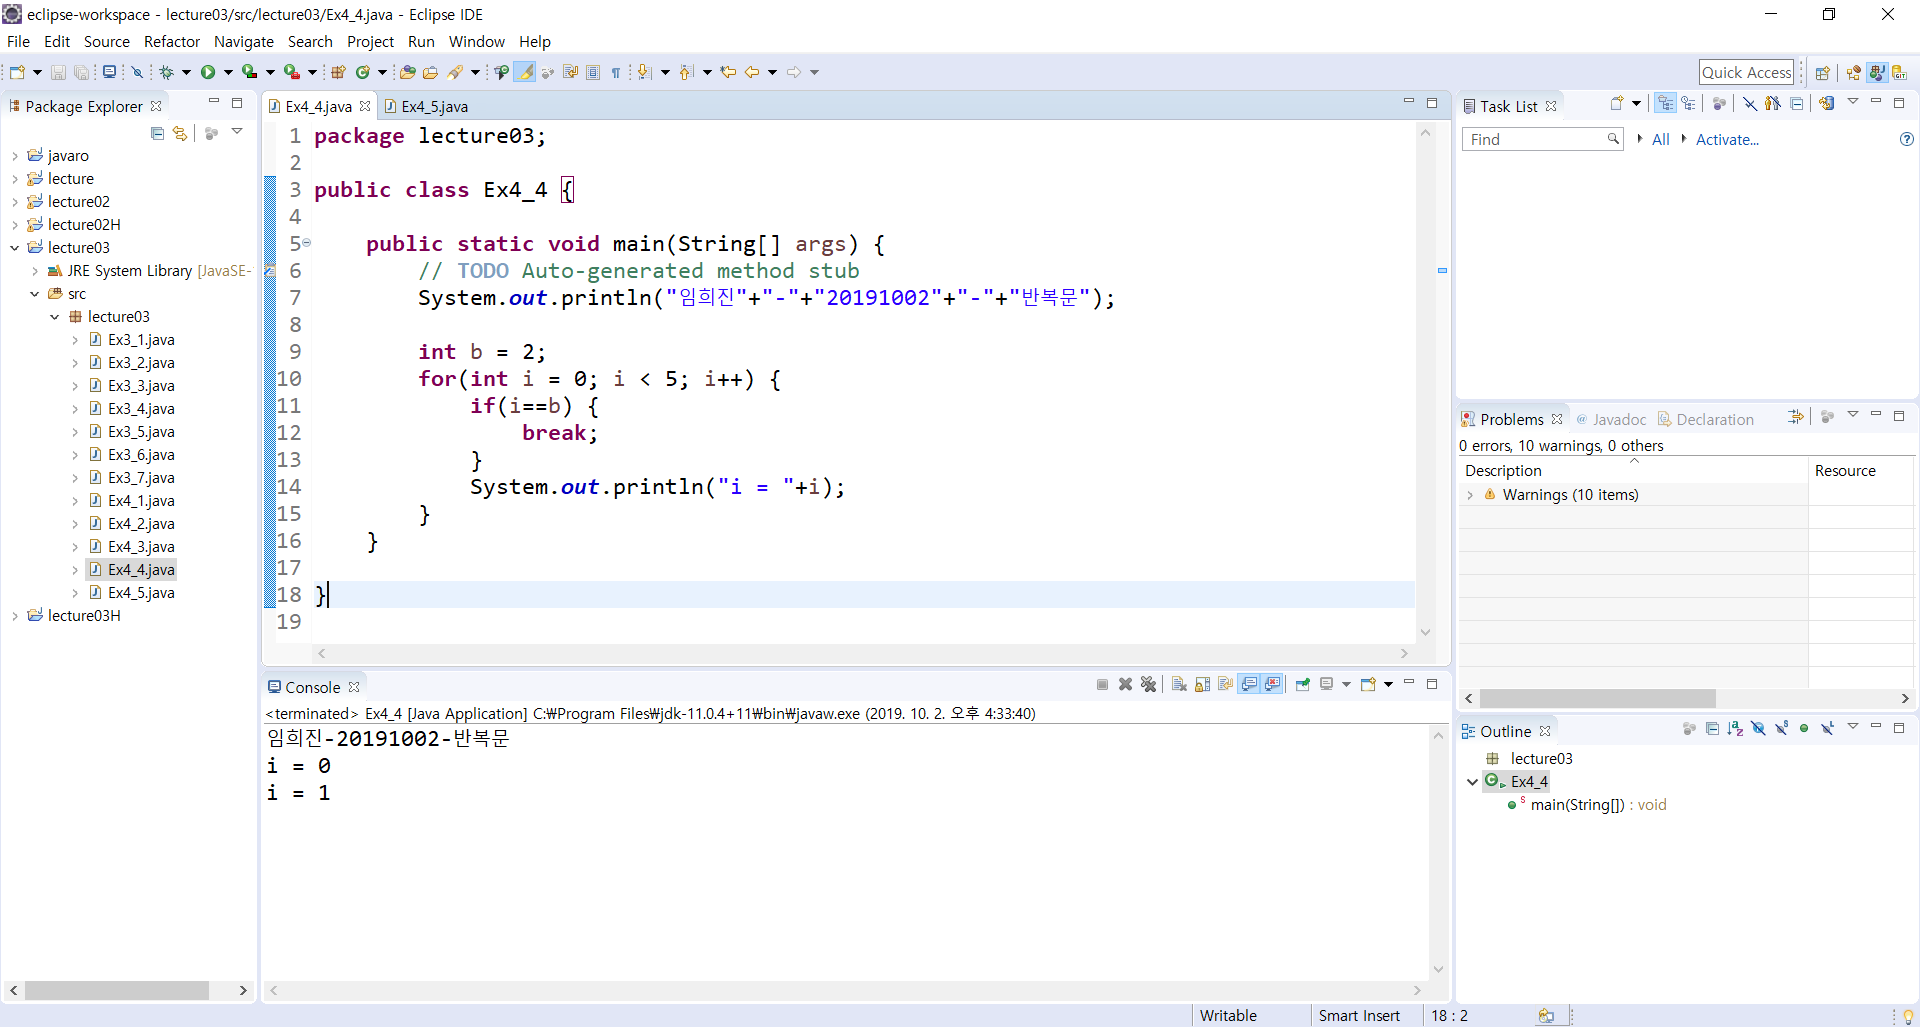 eclipse-workspace - lecture03/src/lecture03/Ex4_4.java - Eclipse IDE
File Edit Source Refactor Navigate Search Project Run Window Help
Quick Access
Package Explorer
javaro
lecture
lecture02
lecture02H
lecture03
JRE System Library [JavaSE-
src
lecture03
Ex3_1.java
Ex3_2.java
Ex3_3.java
Ex3_4.java
Ex3_5.java
Ex3_6.java
Ex3_7.java
Ex4_1.java
Ex4_2.java
Ex4_3.java
Ex4_4.java
Ex4_5.java
lecture03H
Ex4_4.java Ex4_5.java
1 package lecture03;
2
3 public class Ex4_4 {
4
5 public static void main(String[] args) {
6 // TODO Auto-generated method stub
7 System.out.println("임희진"+"-"+"20191002"+"-"+"반복문");
8
9 int b = 2;
10 for(int i = 0; i < 5; i++) {
11 if(i==b) {
12 break;
13 }
14 System.out.println("i = "+i);
15 }
16 }
17
18 }
19
Console
<terminated> Ex4_4 [Java Application] C:₩Program Files₩jdk-11.0.4+11₩bin₩javaw.exe (2019. 10. 2. 오후 4:33:40)
임희진-20191002-반복문
i = 0
i = 1
Task List
Find All Activate...
Problems Javadoc Declaration
0 errors, 10 warnings, 0 others
Description Resource
Warnings (10 items)
Outline
lecture03
Ex4_4
main(String[]) : void
Writable Smart Insert 18 : 2